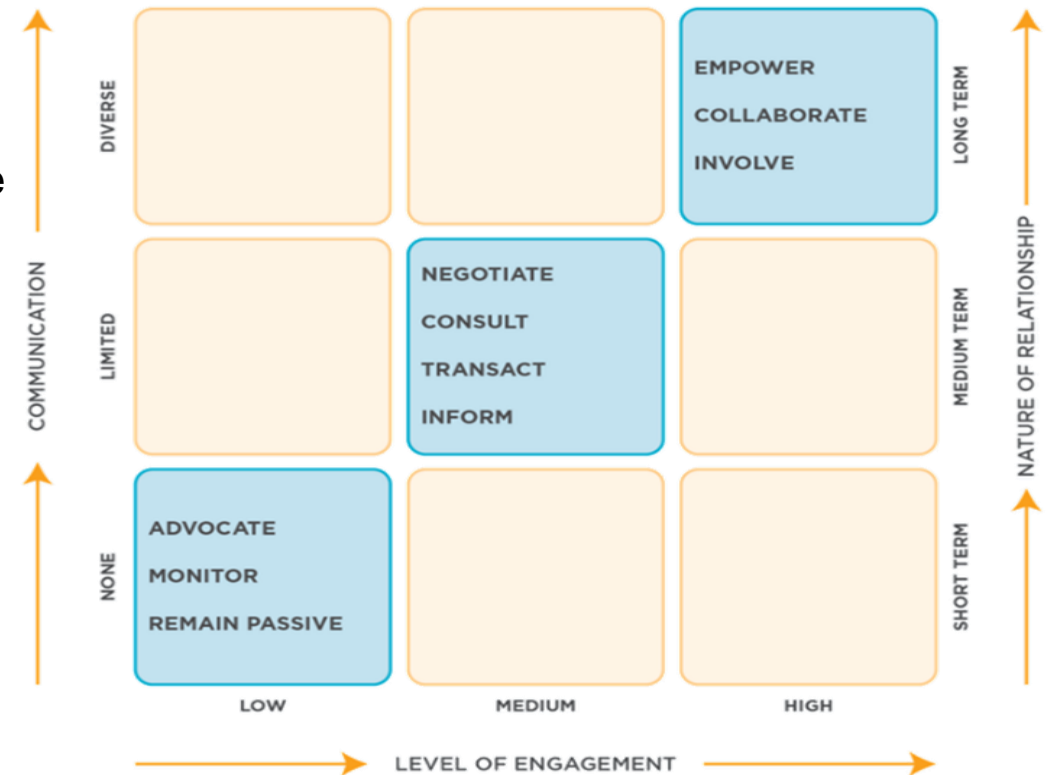 DIVERSE
EMPOWER
COLLABORATE
INVOLVE
LONG TERM
e
COMMUNICATION
LIMITED
NEGOTIATE
CONSULT
TRANSACT
INFORM
MEDIUM TERM
NATURE OF RELATIONSHIP
NONE
ADVOCATE
MONITOR
REMAIN PASSIVE
SHORT TERM
LOW
MEDIUM
HIGH
LEVEL OF ENGAGEMENT